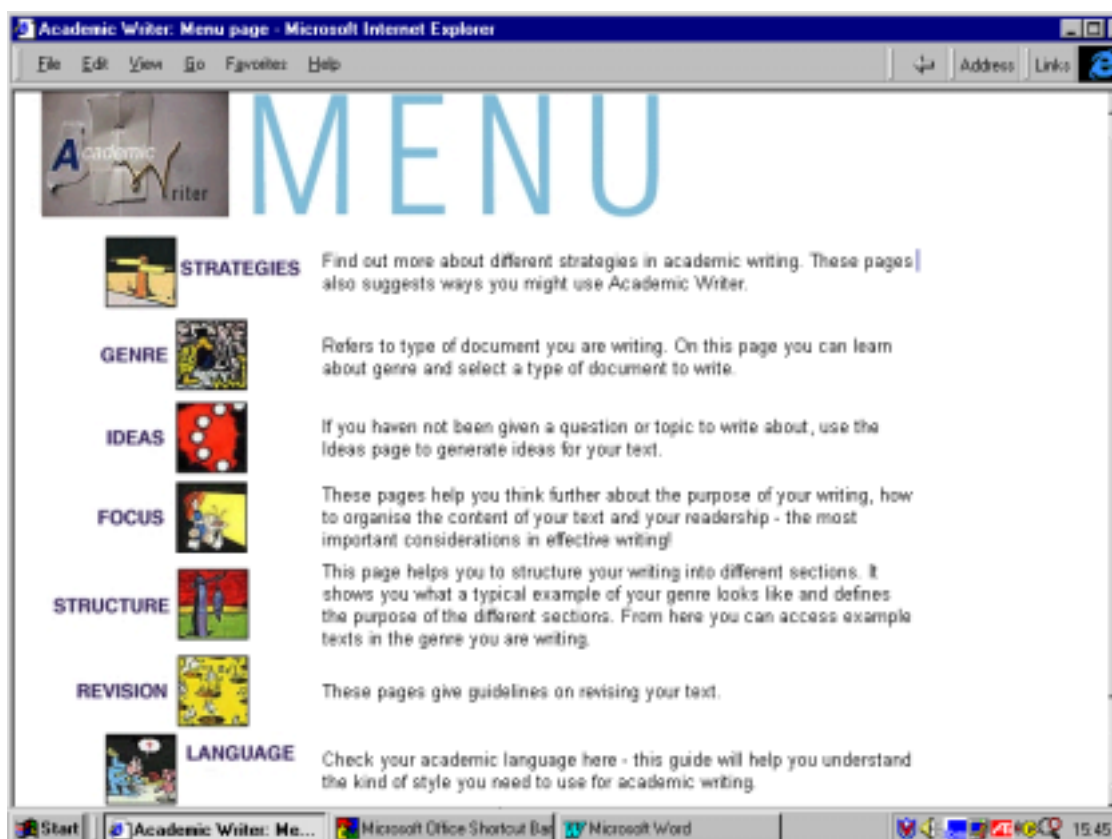 Academic Writer: Menu page - Microsoft Internet Explorer
File Edit View Go Favorites Help Address Links
Academic Writer
MENU
STRATEGIES
Find out more about different strategies in academic writing. These pages
also suggests ways you might use Academic Writer.
GENRE
Refers to type of document you are writing. On this page you can learn
about genre and select a type of document to write.
IDEAS
If you haven not been given a question or topic to write about, use the
Ideas page to generate ideas for your text.
FOCUS
These pages help you think further about the purpose of your writing, how
to organise the content of your text and your readership - the most
important considerations in effective writing!
STRUCTURE
This page helps you to structure your writing into different sections. It
shows you what a typical example of your genre looks like and defines
the purpose of the different sections. From here you can access example
texts in the genre you are writing.
REVISION
These pages give guidelines on revising your text.
LANGUAGE
?
Check your academic language here - this guide will help you understand
the kind of style you need to use for academic writing.
Start Academic Writer: Me... Microsoft Office Shortcut Bar Microsoft Word 15:45